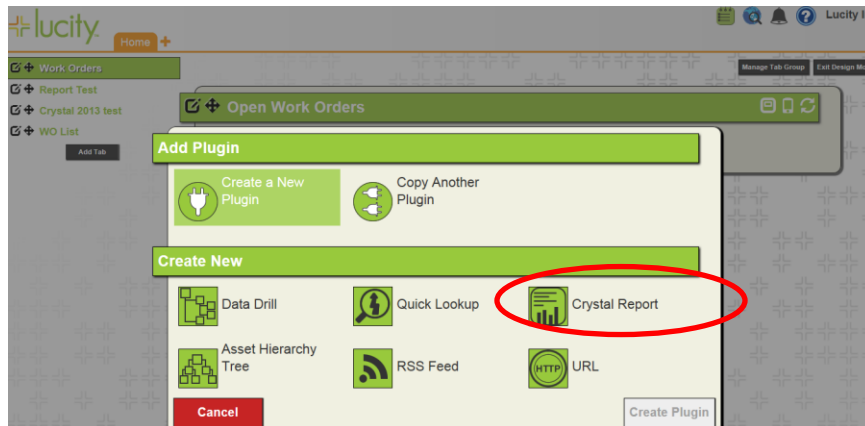 lucity
Lucity
Home +
Work Orders
Manage Tab Group Exit Design
Report Test
Crystal 2013 test
Open Work Orders
WO List
Add Tab
Add Plugin
Create a New
Plugin
Copy Another
Plugin
Create New
Data Drill
Quick Lookup
Crystal Report
Asset Hierarchy
Tree
RSS Feed
HTTP
URL
Cancel
Create Plugin